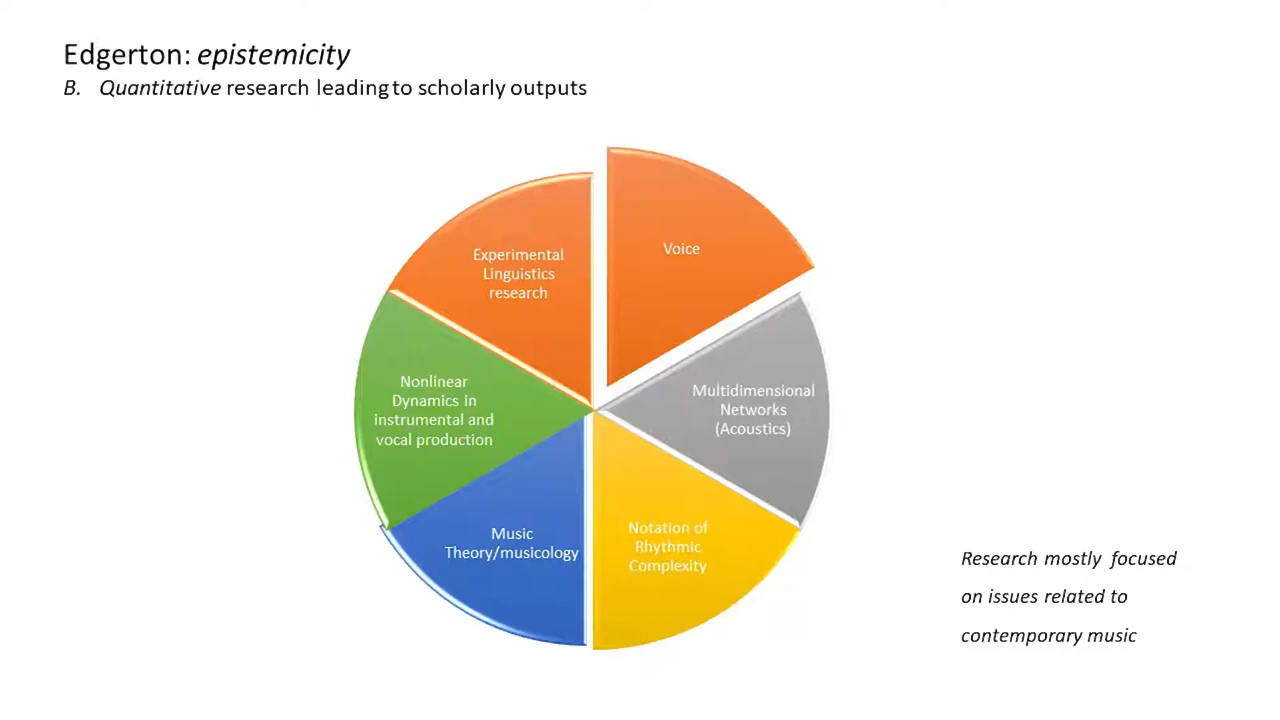 Edgerton: epistemicity
B. Quantitative research leading to scholarly outputs
Voice
Experimental
Linguistics
research
Multidimensional
Networks
(Acoustics)
Nonlinear
Dynamics in
instrumental and
vocal production
Notation of
Rhythmic
Complexity
Music
Theory/musicology
Research mostly focused
on issues related to
contemporary music